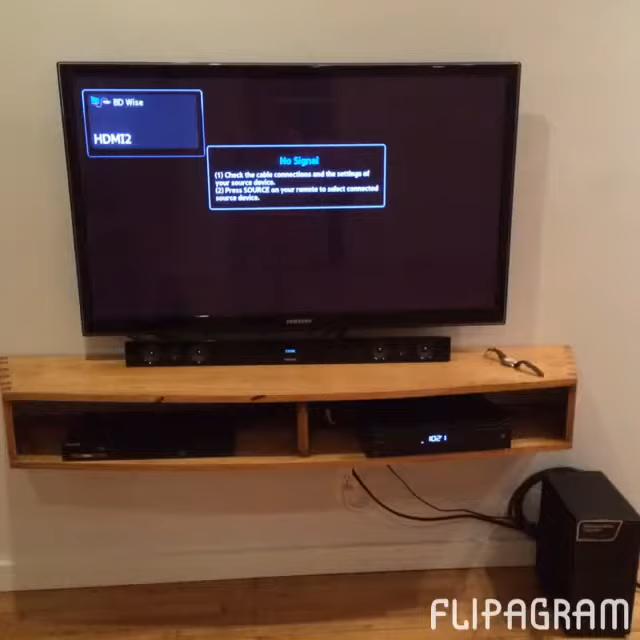 BD Wise
HDMI2
No Signal
(1) Check the cable connections and the settings of
your source device.
(2) Press SOURCE on your remote to select connected
source device.
SAMSUNG
1021
FLIPAGRAM